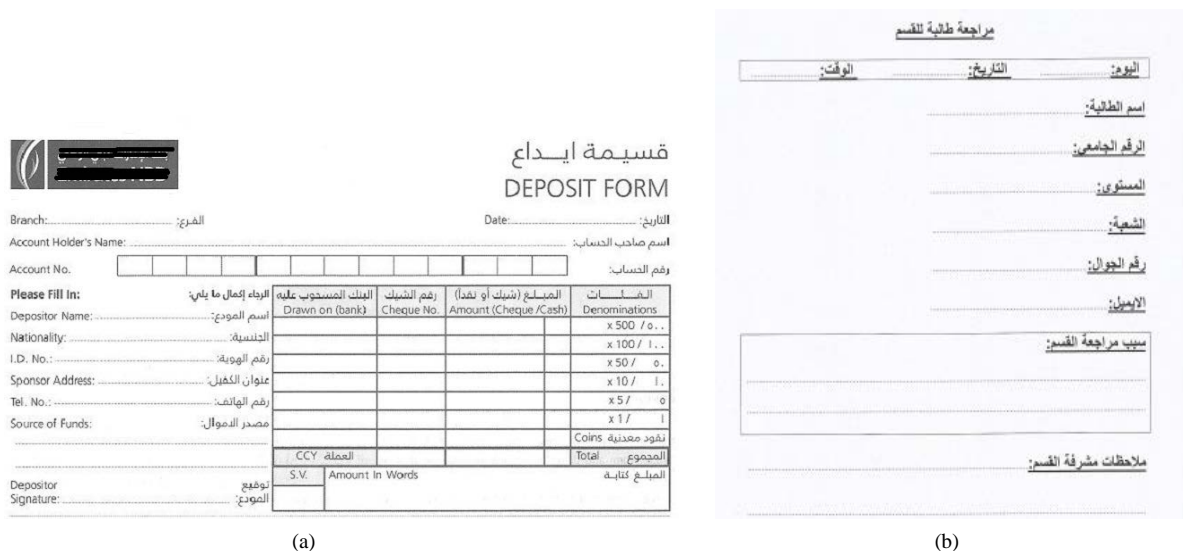 قسيمة ايـــداع
DEPOSIT FORM
Branch: الفرع: Date: التاريخ:
Account Holder's Name: اسم صاحب الحساب:
Account No. رقم الحساب:
Please Fill In: الرجاء إكمال ما يلي:
Depositor Name: اسم المودع:
Nationality: الجنسية:
I.D. No.: رقم الهوية:
Sponsor Address: عنوان الكفيل:
Tel. No.: رقم الهاتف:
Source of Funds: مصدر الاموال:
Depositor Signature: توقيع المودع:
البنك المسحوب عليه رقم الشيك المبـلـغ (شيك أو نقداً) الـفـئـــات
Drawn on (bank) Cheque No. Amount (Cheque /Cash) Denominations
x 500 / ٥٠٠
x 100 / ١٠٠
x 50 / ٥٠
x 10 / ١٠
x 5 / ٥
x 1 / ١
Coins نقود معدنية
CCY العملة Total المجموع
S.V. Amount In Words المبلـغ كتابـة
(a)
مراجعة طالبة للقسم
اليوم: التاريخ: الوقت:
اسم الطالبة:
الرقم الجامعي:
المستوى:
الشعبة:
رقم الجوال:
الايميل:
سبب مراجعة القسم:
ملاحظات مشرفة القسم:
(b)